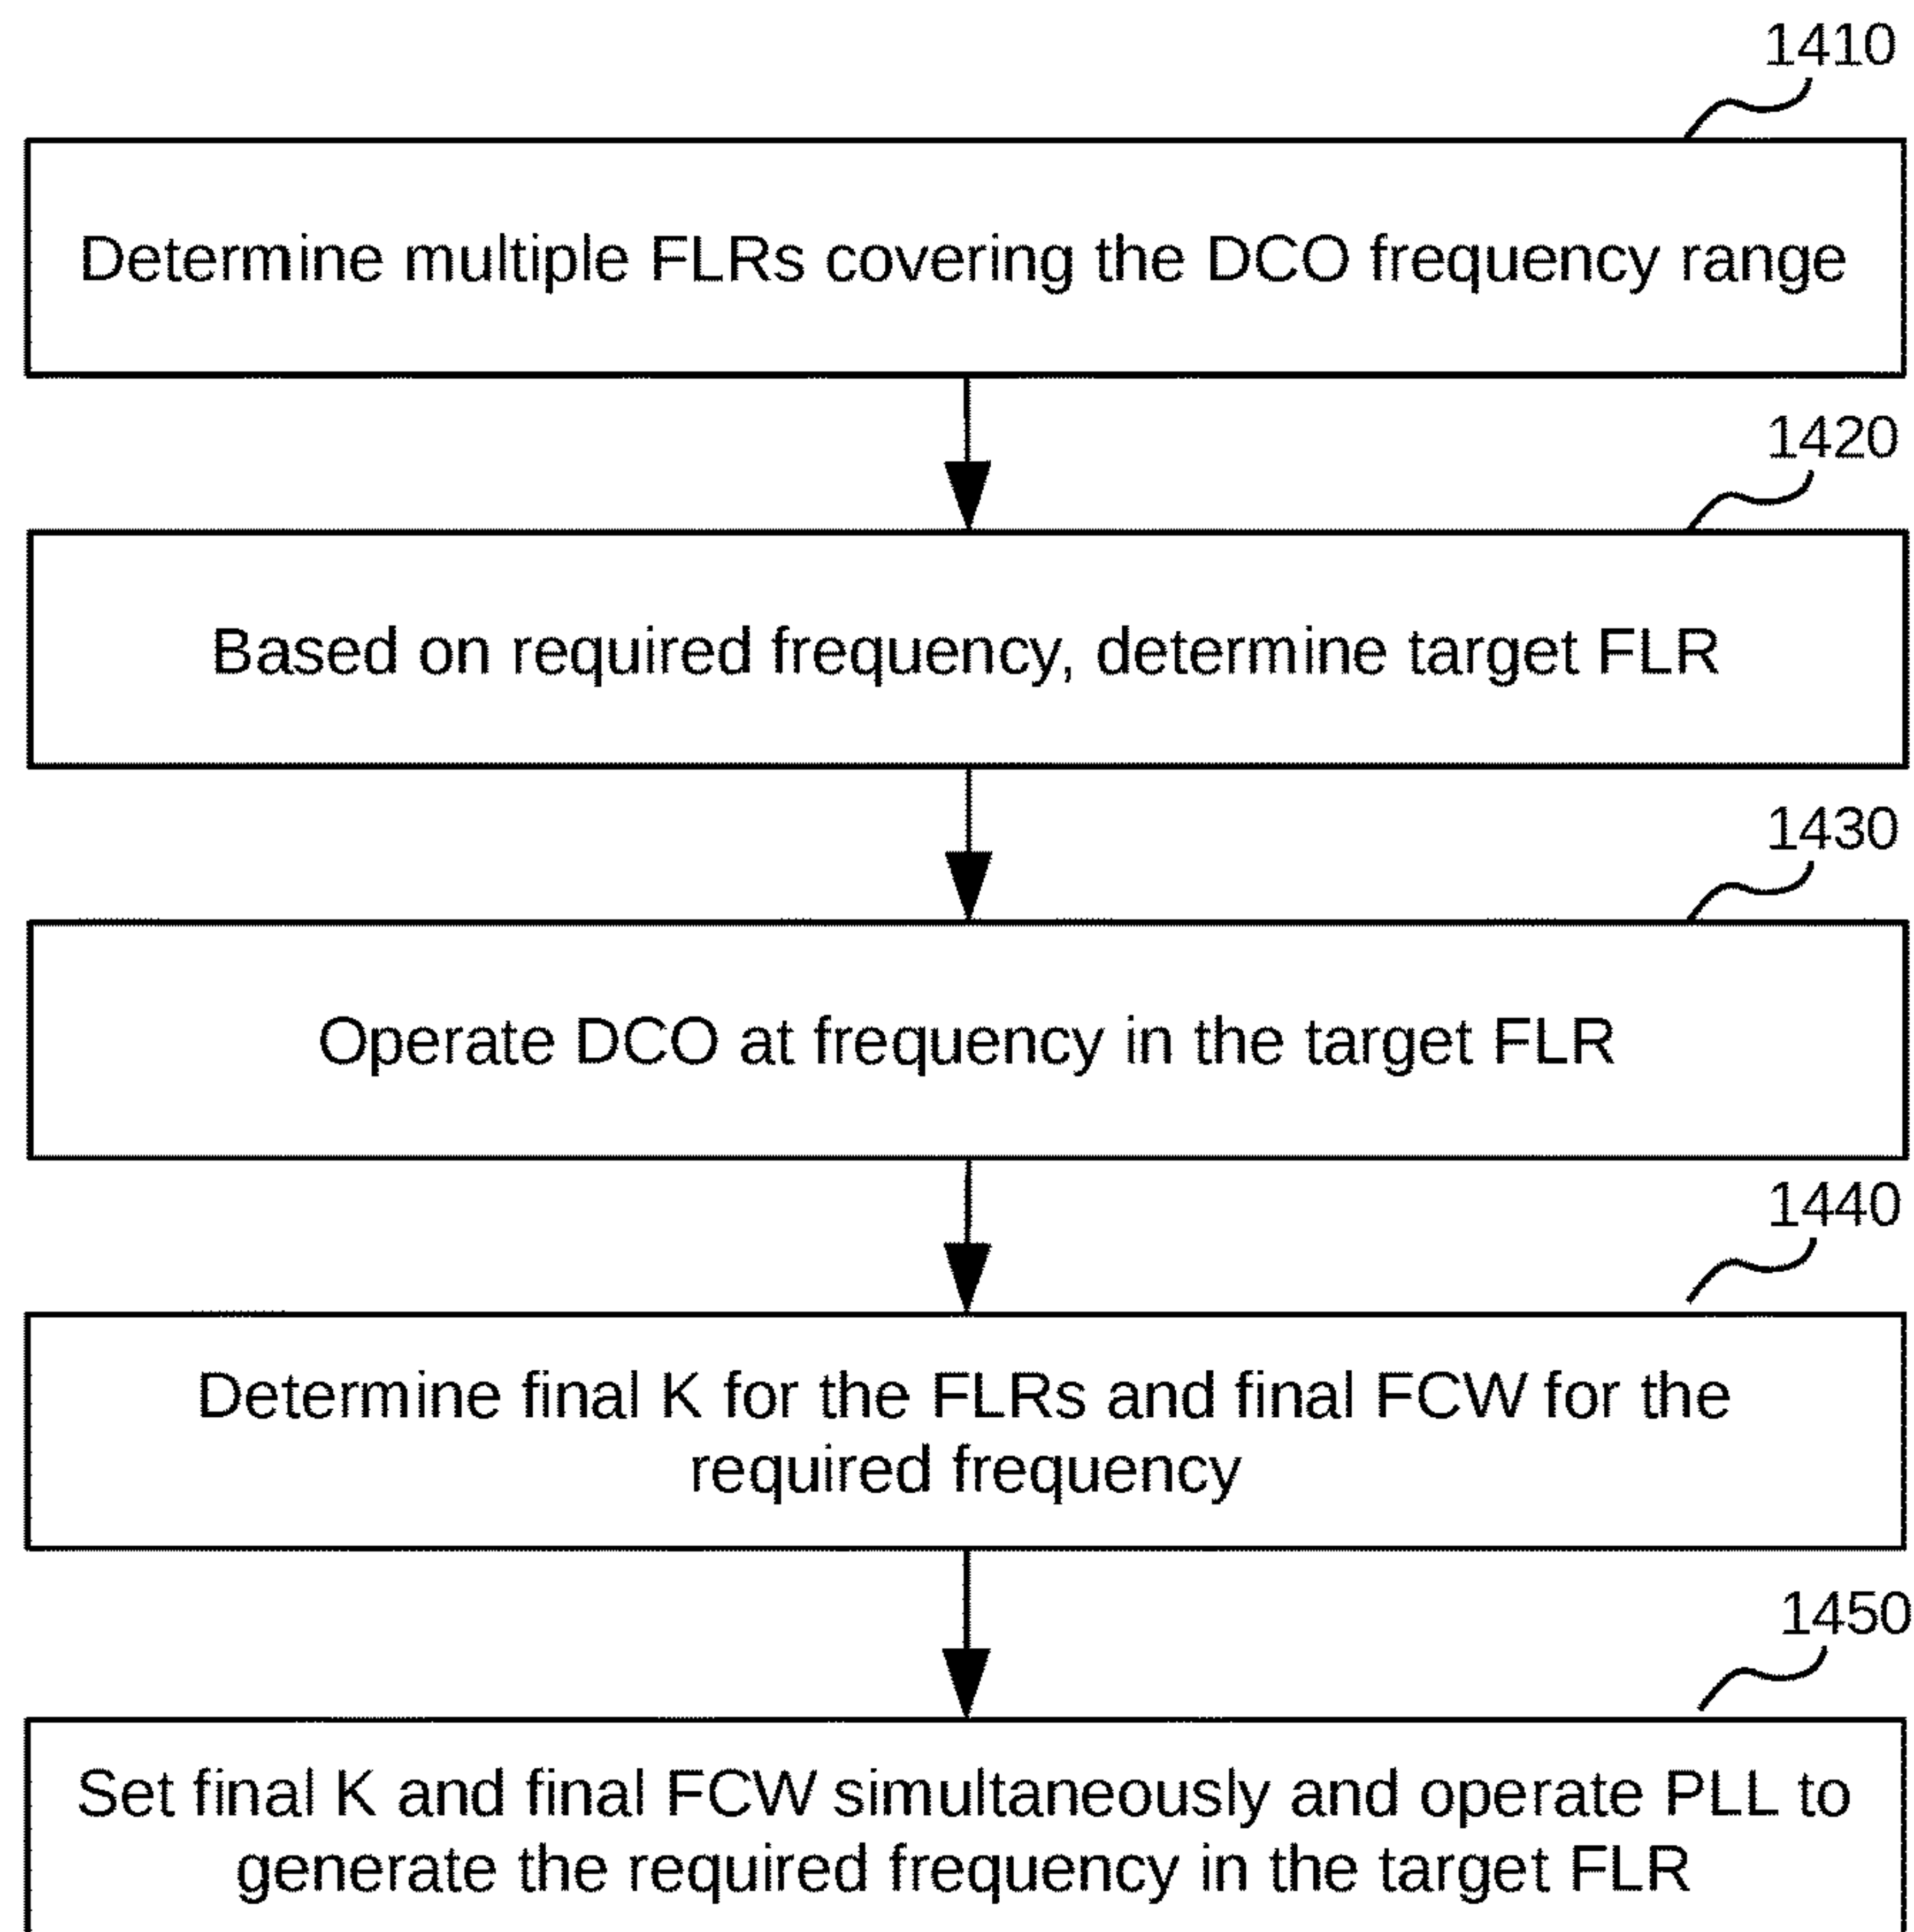 1410
Determine multiple FLRs covering the DCO frequency range
1420
Based on required frequency, determine target FLR
1430
Operate DCO at frequency in the target FLR
1440
Determine final K for the FLRs and final FCW for the
required frequency
1450
Set final K and final FCW simultaneously and operate PLL to
generate the required frequency in the target FLR